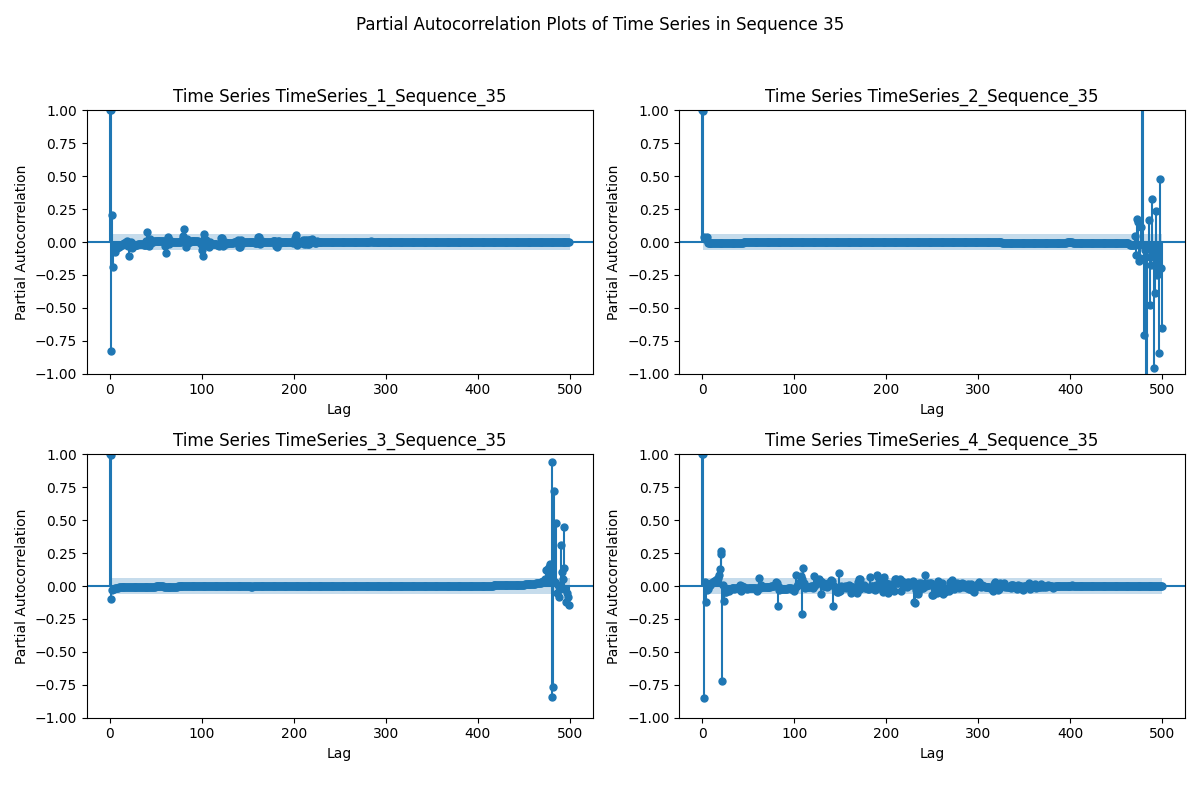 Partial Autocorrelation Plots of Time Series in Sequence 35
Time Series TimeSeries_1_Sequence_35
1.00
0.75
0.50
0.25
0.00
−0.25
−0.50
−0.75
−1.00
Partial Autocorrelation
0 100 200 300 400 500
Lag
Time Series TimeSeries_2_Sequence_35
1.00
0.75
0.50
0.25
0.00
−0.25
−0.50
−0.75
−1.00
Partial Autocorrelation
0 100 200 300 400 500
Lag
Time Series TimeSeries_3_Sequence_35
1.00
0.75
0.50
0.25
0.00
−0.25
−0.50
−0.75
−1.00
Partial Autocorrelation
0 100 200 300 400 500
Lag
Time Series TimeSeries_4_Sequence_35
1.00
0.75
0.50
0.25
0.00
−0.25
−0.50
−0.75
−1.00
Partial Autocorrelation
0 100 200 300 400 500
Lag